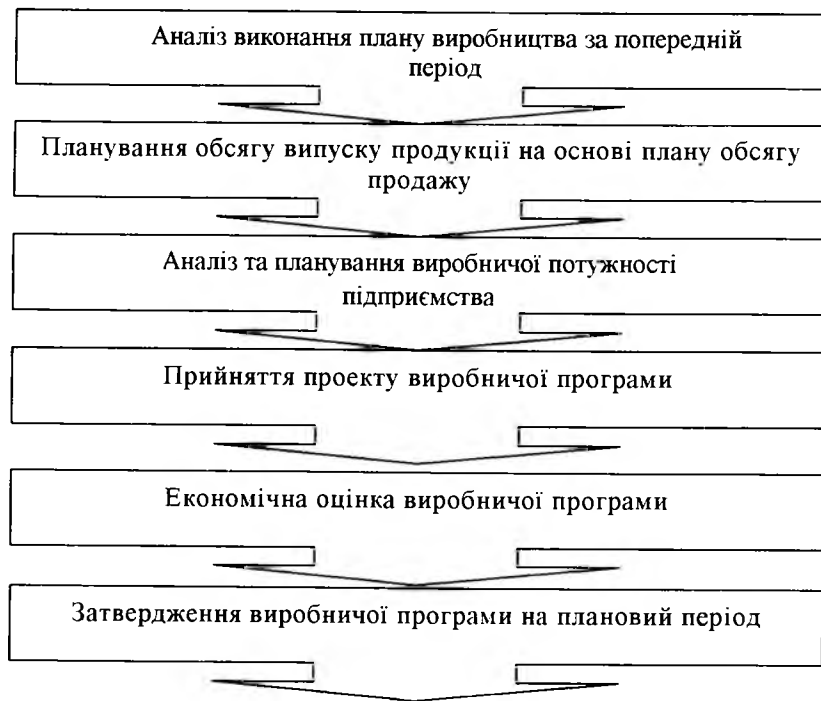 Аналіз виконання плану виробництва за попередній
період
Планування обсягу випуску продукції на основі плану обсягу
продажу
Аналіз та планування виробничої потужності
підприємства
Прийняття проекту виробничої програми
Економічна оцінка виробничої програми
Затвердження виробничої програми на плановий період